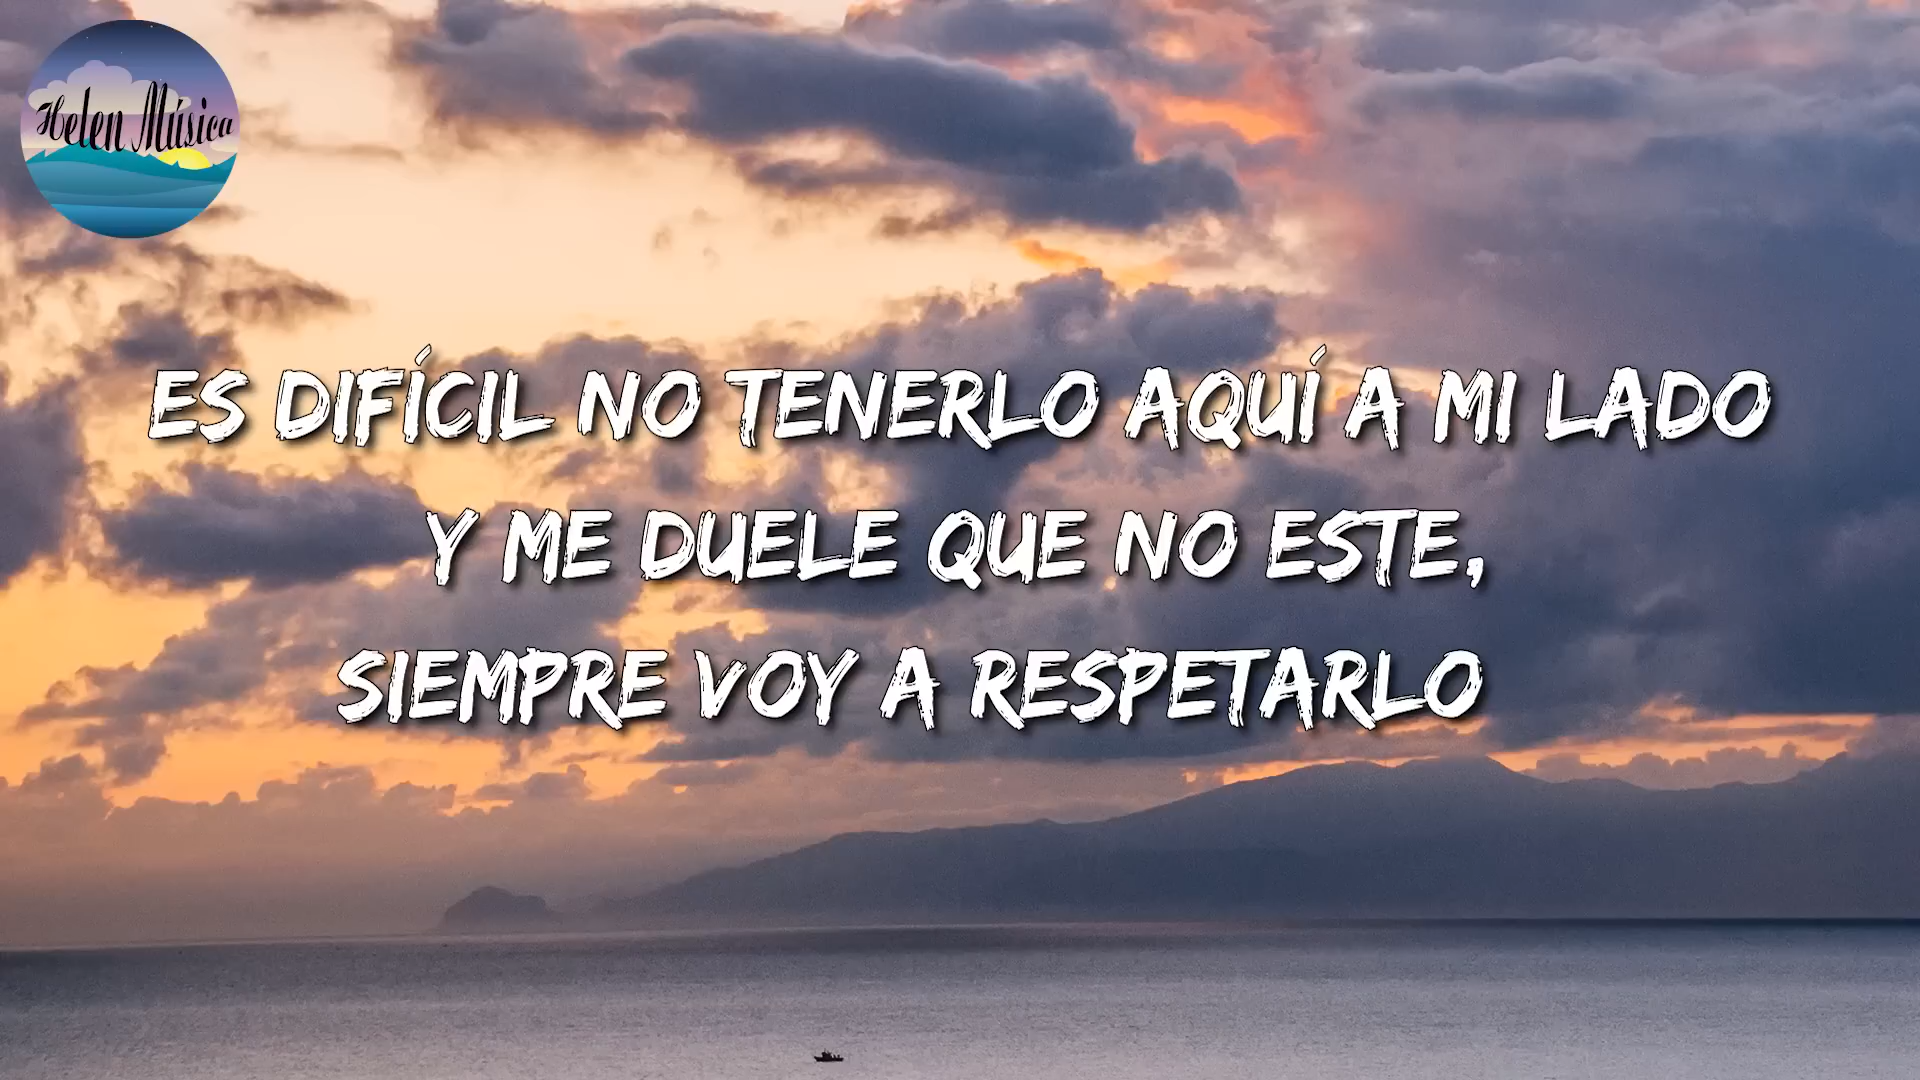 Helen Música
ES DIFÍCIL NO TENERLO AQUÍ A MI LADO
Y ME DUELE QUE NO ESTE,
SIEMPRE VOY A RESPETARLO